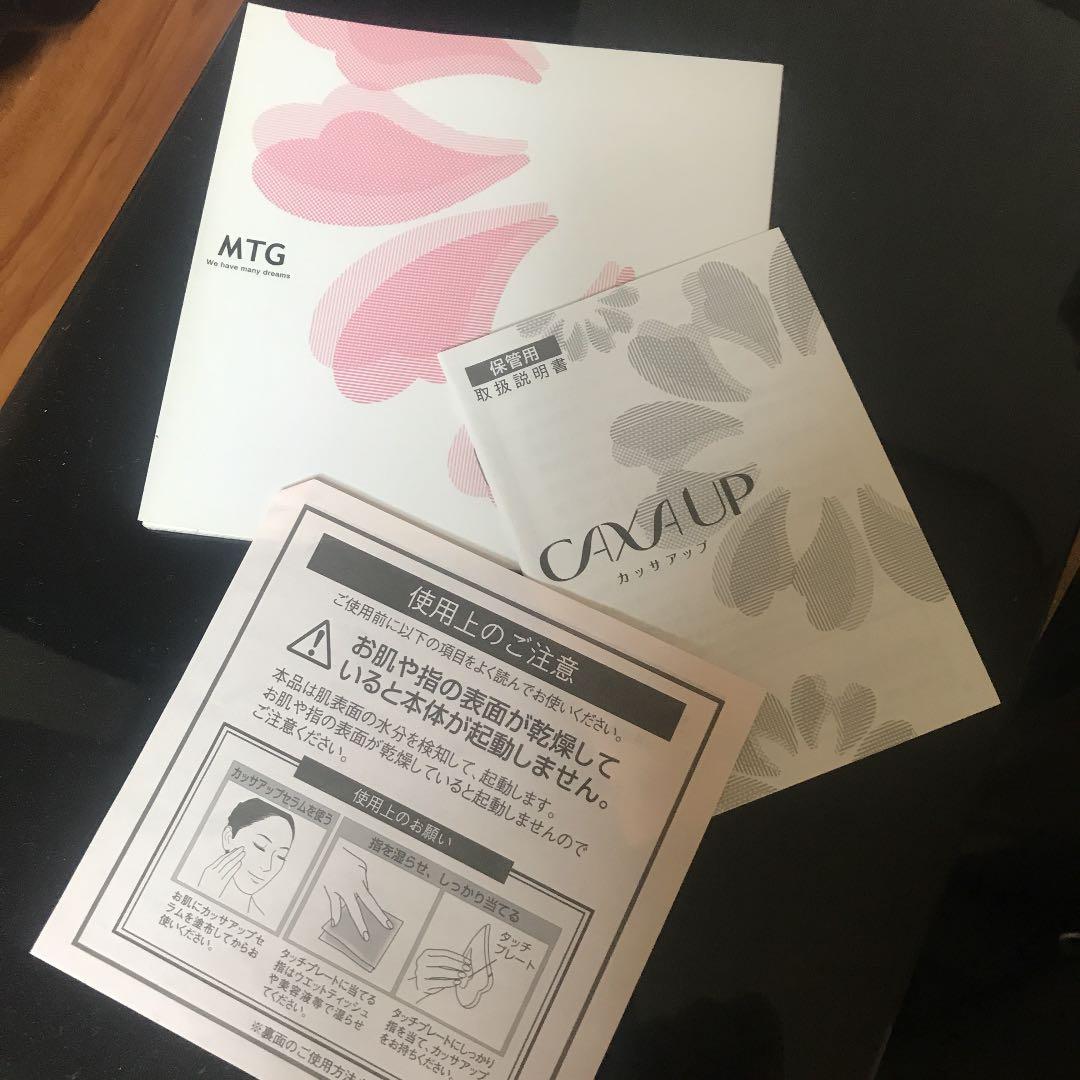 MTG
We have many dreams
保管用
取扱説明書
CAXA UP
カッサアップ
使用上のご注意
ご使用前に以下の項目をよく読んでお使いください。
お肌や指の表面が乾燥して
いると本体が起動しません。
本品は肌表面の水分を検知して、起動します。
お肌や指の表面が乾燥していると起動しませんので
ご注意ください。
使用上のお願い
カッサアップセラムを使う
お肌にカッサアップセ
ラムを塗布してからお
使いください。
指を湿らせ、しっかり当てる
タッチ
プレート
タッチプレートに当てる
指はウエットティッシュ
や美容液等で湿らせ
てください。
タッチプレートにしっかり
指を当て、カッサアップ
をお持ちください。
※裏面のご使用方法